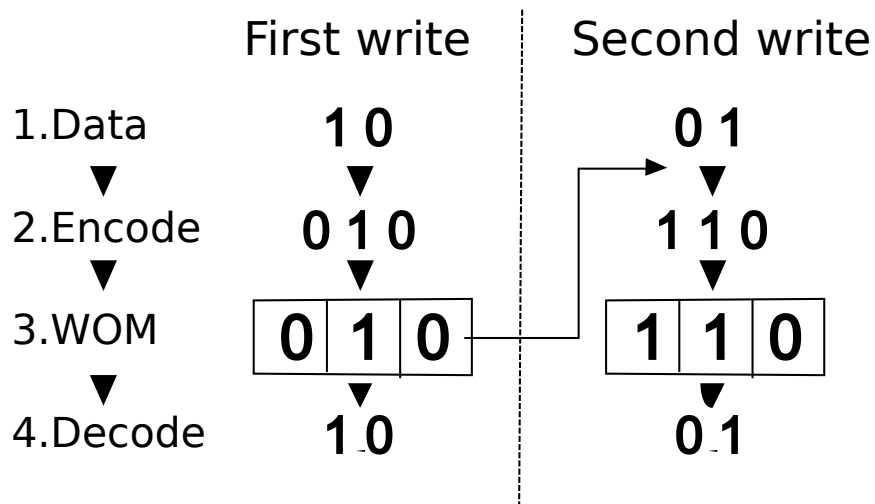 First write Second write
1.Data 1 0 0 1
2.Encode 0 1 0 1 1 0
3.WOM 0 1 0 1 1 0
4.Decode 1 0 0 1